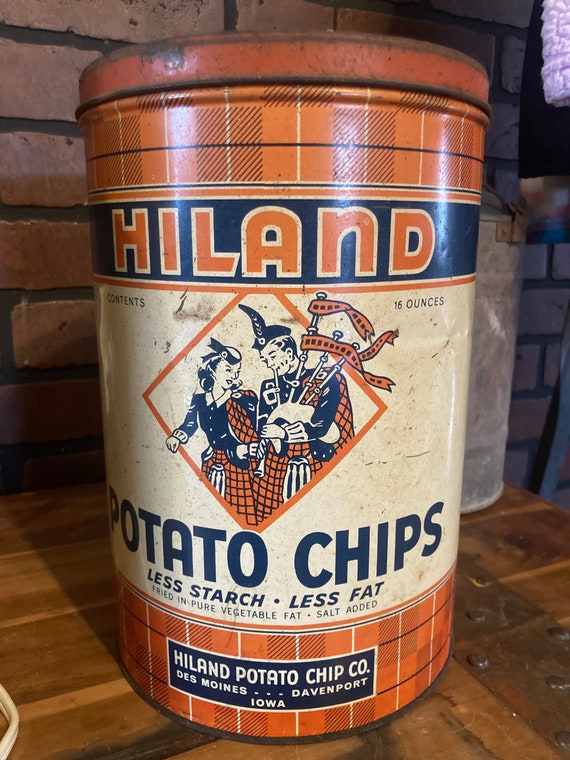 HILAND
CONTENTS 16 OUNCES
POTATO CHIPS
LESS STARCH • LESS FAT
FRIED IN PURE VEGETABLE FAT • SALT ADDED
HILAND POTATO CHIP CO.
DES MOINES - - - DAVENPORT
IOWA